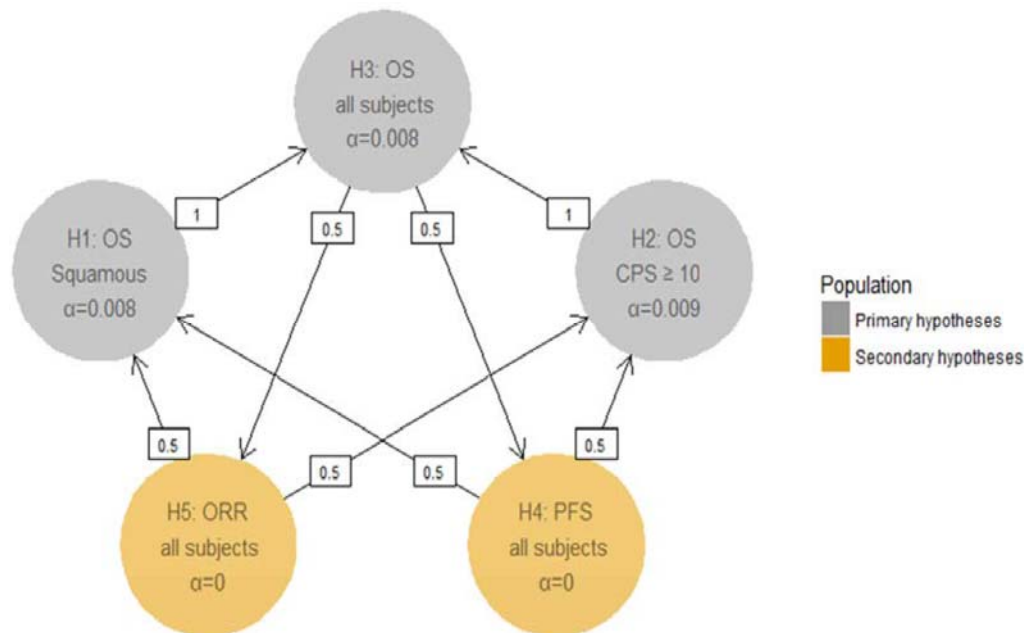 H3: OS
all subjects
α=0.008
1
0.5
0.5
1
H1: OS
Squamous
α=0.008
H2: OS
CPS ≥ 10
α=0.009
Population
Primary hypotheses
Secondary hypotheses
0.5
0.5
0.5
0.5
H5: ORR
all subjects
α=0
H4: PFS
all subjects
α=0